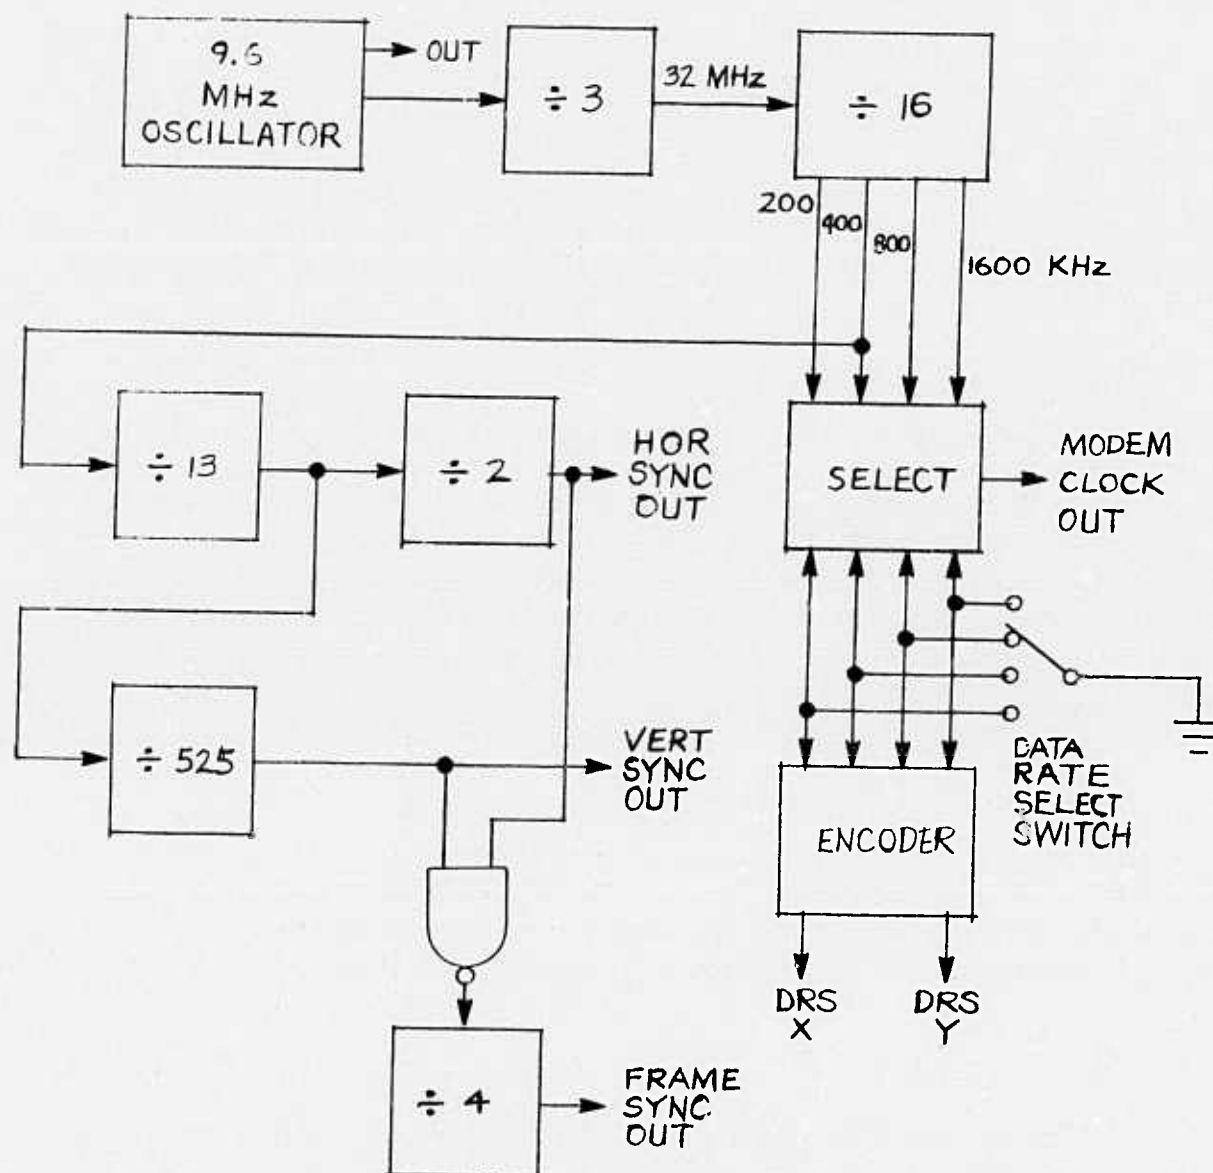 9.6
MHz
OSCILLATOR
OUT
÷ 3
32 MHz
÷ 16
200
400
800
1600 KHz
÷ 13
÷ 2
HOR
SYNC
OUT
SELECT
MODEM
CLOCK
OUT
÷ 525
VERT
SYNC
OUT
DATA
RATE
SELECT
SWITCH
ENCODER
DRS
X
DRS
Y
÷ 4
FRAME
SYNC
OUT